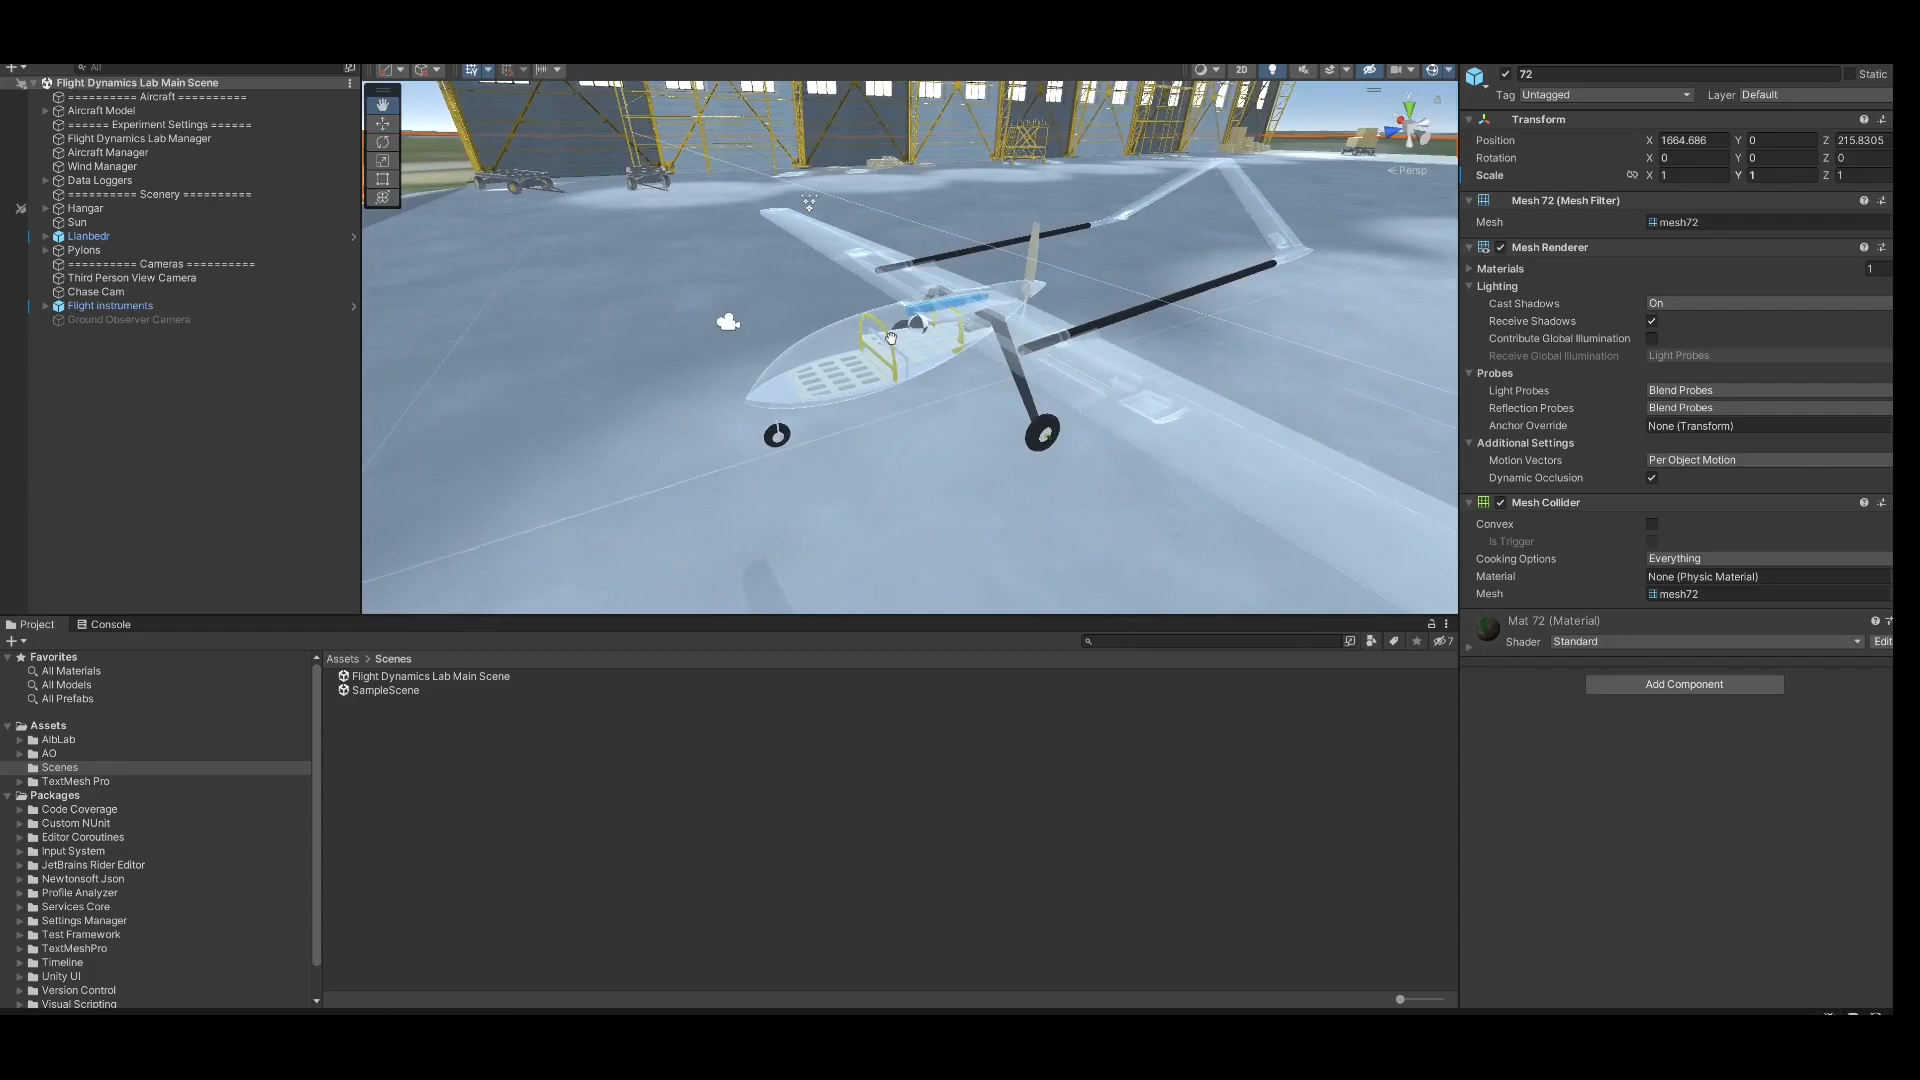 All
Flight Dynamics Lab Main Scene
========== Aircraft ==========
Aircraft Model
====== Experiment Settings ======
Flight Dynamics Lab Manager
Aircraft Manager
Wind Manager
Data Loggers
========== Scenery ==========
Hangar
Sun
Llanbedr
Pylons
========== Cameras ==========
Third Person View Camera
Chase Cam
Flight instruments
Ground Observer Camera
2D
y
Persp
72
Static
Tag Untagged Layer Default
Transform
Position X 1664.686 Y 0 Z 215.8305
Rotation X 0 Y 0 Z 0
Scale X 1 Y 1 Z 1
Mesh 72 (Mesh Filter)
Mesh mesh72
Mesh Renderer
Materials 1
Lighting
Cast Shadows On
Receive Shadows
Contribute Global Illumination
Receive Global Illumination Light Probes
Probes
Light Probes Blend Probes
Reflection Probes Blend Probes
Anchor Override None (Transform)
Additional Settings
Motion Vectors Per Object Motion
Dynamic Occlusion
Mesh Collider
Convex
Is Trigger
Cooking Options Everything
Material None (Physic Material)
Mesh mesh72
Mat 72 (Material)
Shader Standard Edit
Add Component
Project Console
7
Favorites
All Materials
All Models
All Prefabs
Assets
AlbLab
AO
Scenes
TextMesh Pro
Packages
Code Coverage
Custom NUnit
Editor Coroutines
Input System
JetBrains Rider Editor
Newtonsoft Json
Profile Analyzer
Services Core
Settings Manager
Test Framework
TextMeshPro
Timeline
Unity UI
Version Control
Visual Scripting
Assets > Scenes
Flight Dynamics Lab Main Scene
SampleScene